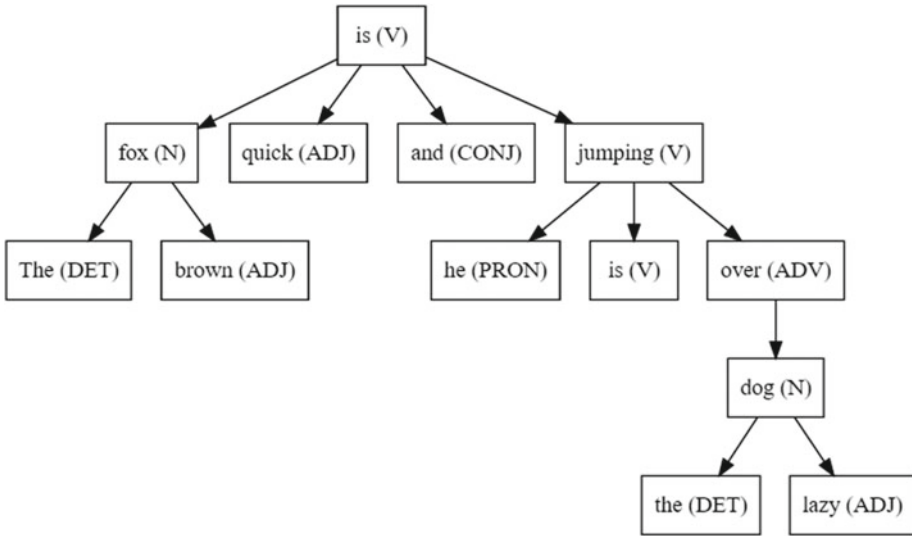 is (V)
fox (N)
quick (ADJ)
and (CONJ)
jumping (V)
The (DET)
brown (ADJ)
he (PRON)
is (V)
over (ADV)
dog (N)
the (DET)
lazy (ADJ)